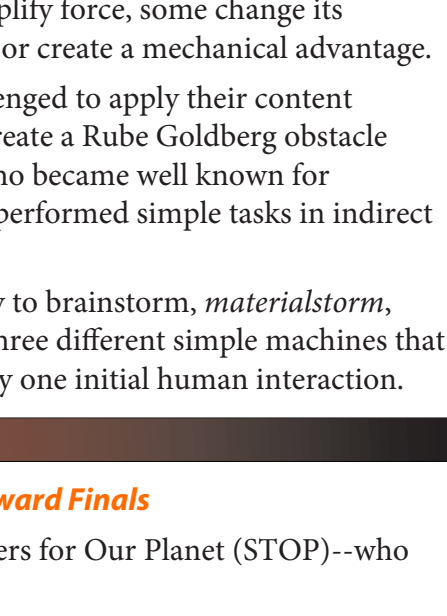 plify force, some change its
or create a mechanical advantage.
enged to apply their content
reate a Rube Goldberg obstacle
ho became well known for
performed simple tasks in indirect
y to brainstorm, materialstorm,
hree different simple machines that
y one initial human interaction.
ward Finals
ers for Our Planet (STOP)--who